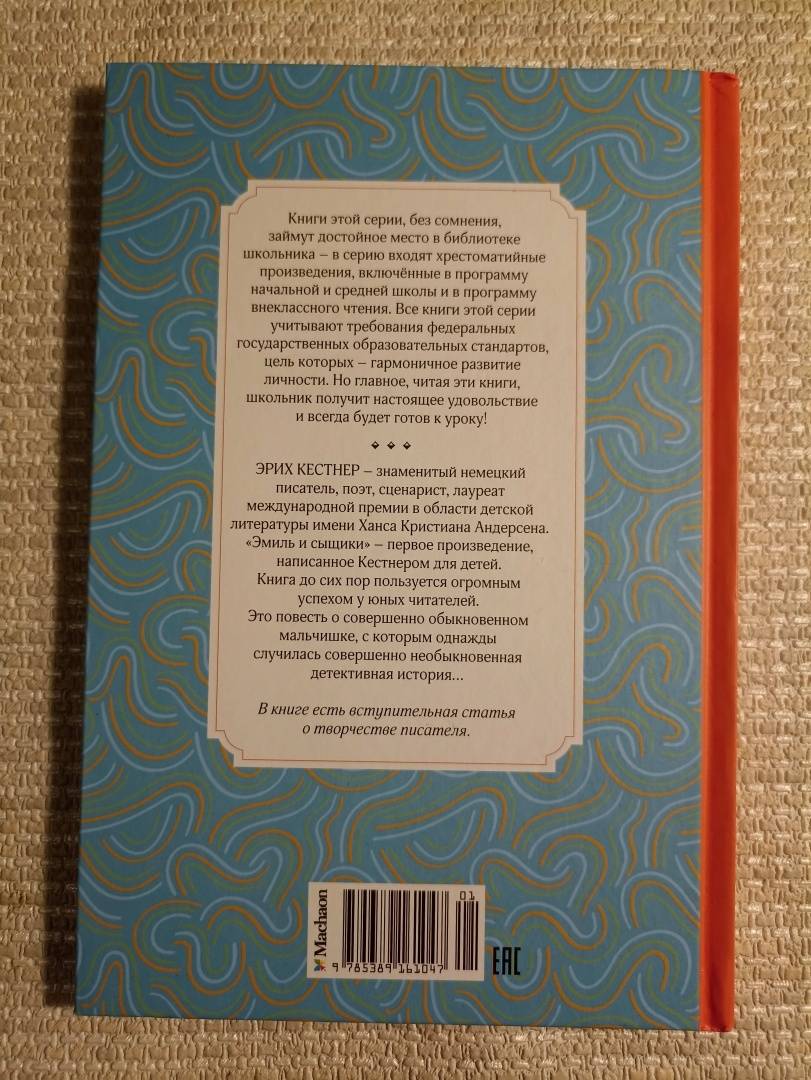 Книги этой серии, без сомнения,
займут достойное место в библиотеке
школьника – в серию входят хрестоматийные
произведения, включённые в программу
начальной и средней школы и в программу
внеклассного чтения. Все книги этой серии
учитывают требования федеральных
государственных образовательных стандартов,
цель которых – гармоничное развитие
личности. Но главное, читая эти книги,
школьник получит настоящее удовольствие
и всегда будет готов к уроку!
ЭРИХ КЕСТНЕР – знаменитый немецкий
писатель, поэт, сценарист, лауреат
международной премии в области детской
литературы имени Ханса Кристиана Андерсена.
«Эмиль и сыщики» – первое произведение,
написанное Кестнером для детей.
Книга до сих пор пользуется огромным
успехом у юных читателей.
Это повесть о совершенно обыкновенном
мальчишке, с которым однажды
случилась совершенно необыкновенная
детективная история...
В книге есть вступительная статья
о творчестве писателя.
Machaon
01
9 785389 161047
EAC